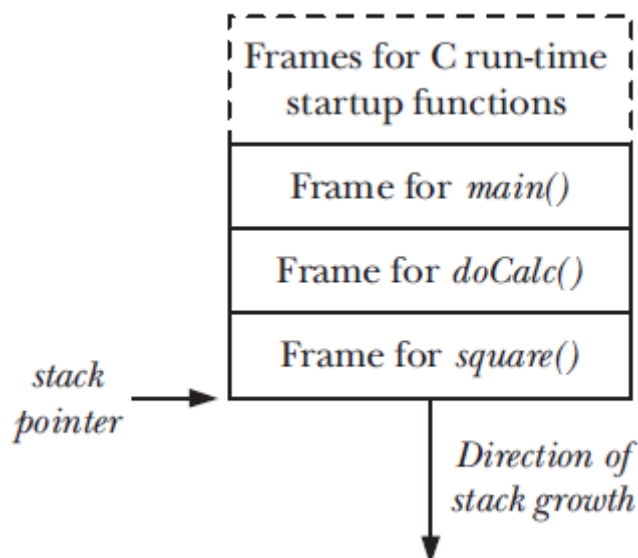 Frames for C run-time
startup functions
Frame for main()
Frame for doCalc()
Frame for square()
stack
pointer
Direction of
stack growth